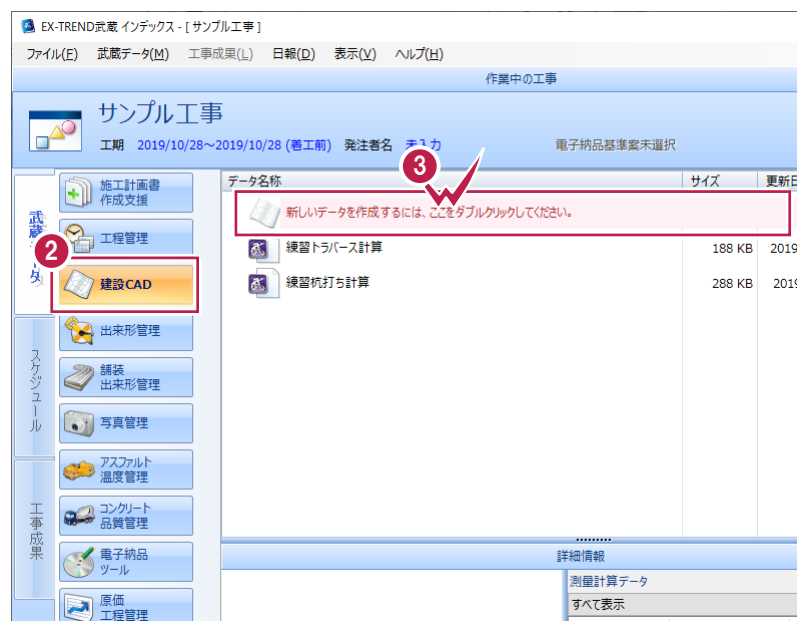 EX-TREND武蔵 インデックス - [ サンプル工事 ]
ファイル(F) 武蔵データ(M) 工事成果(L) 日報(D) 表示(V) ヘルプ(H)
作業中の工事
サンプル工事
工期 2019/10/28～2019/10/28 (着工前) 発注者名 未入力 電子納品基準案未選択
3
データ名称 サイズ 更新日
新しいデータを作成するには、ここをダブルクリックしてください。
練習トラバース計算 188 KB 2019
練習杭打ち計算 288 KB 2019
2
施工計画書
作成支援
工程管理
建設CAD
出来形管理
舗装
出来形管理
写真管理
アスファルト
温度管理
コンクリート
品質管理
電子納品
ツール
原価
工程管理
スケジュール
工事成果
詳細情報
測量計算データ
すべて表示